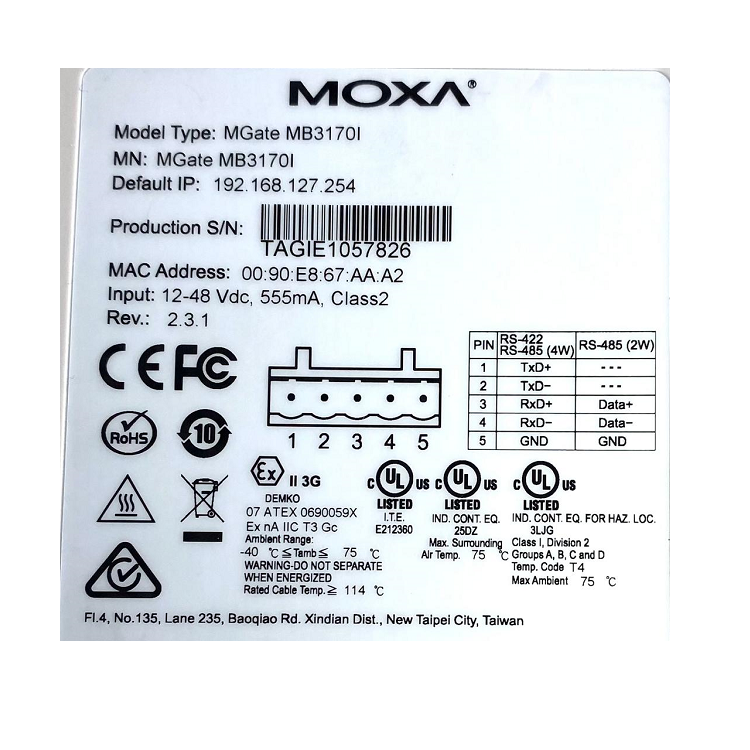 MOXA®
Model Type: MGate MB3170I
MN: MGate MB3170I
Default IP: 192.168.127.254
Production S/N:
TAGIE1057826
MAC Address: 00:90:E8:67:AA:A2
Input: 12-48 Vdc, 555mA, Class2
Rev.: 2.3.1
CE FC
RoHS
10
1 2 3 4 5
PIN RS-422 RS-485 (4W) RS-485 (2W)
1 TxD+ ---
2 TxD- ---
3 RxD+ Data+
4 RxD- Data-
5 GND GND
Ex II 3G
DEMKO
07 ATEX 0690059X
Ex nA IIC T3 Gc
Ambient Range:
-40 ℃ ≦Tamb≦ 75 ℃
WARNING-DO NOT SEPARATE
WHEN ENERGIZED
Rated Cable Temp.≧ 114 ℃
c UL us
LISTED
I.T.E.
E212360
c UL us
LISTED
IND. CONT. EQ.
25DZ
Max. Surrounding
Air Temp. 75 ℃
c UL us
LISTED
IND. CONT. EQ. FOR HAZ. LOC.
3LJG
Class I, Division 2
Groups A, B, C and D
Temp. Code T4
Max Ambient 75 ℃
Fl.4, No.135, Lane 235, Baoqiao Rd. Xindian Dist., New Taipei City, Taiwan